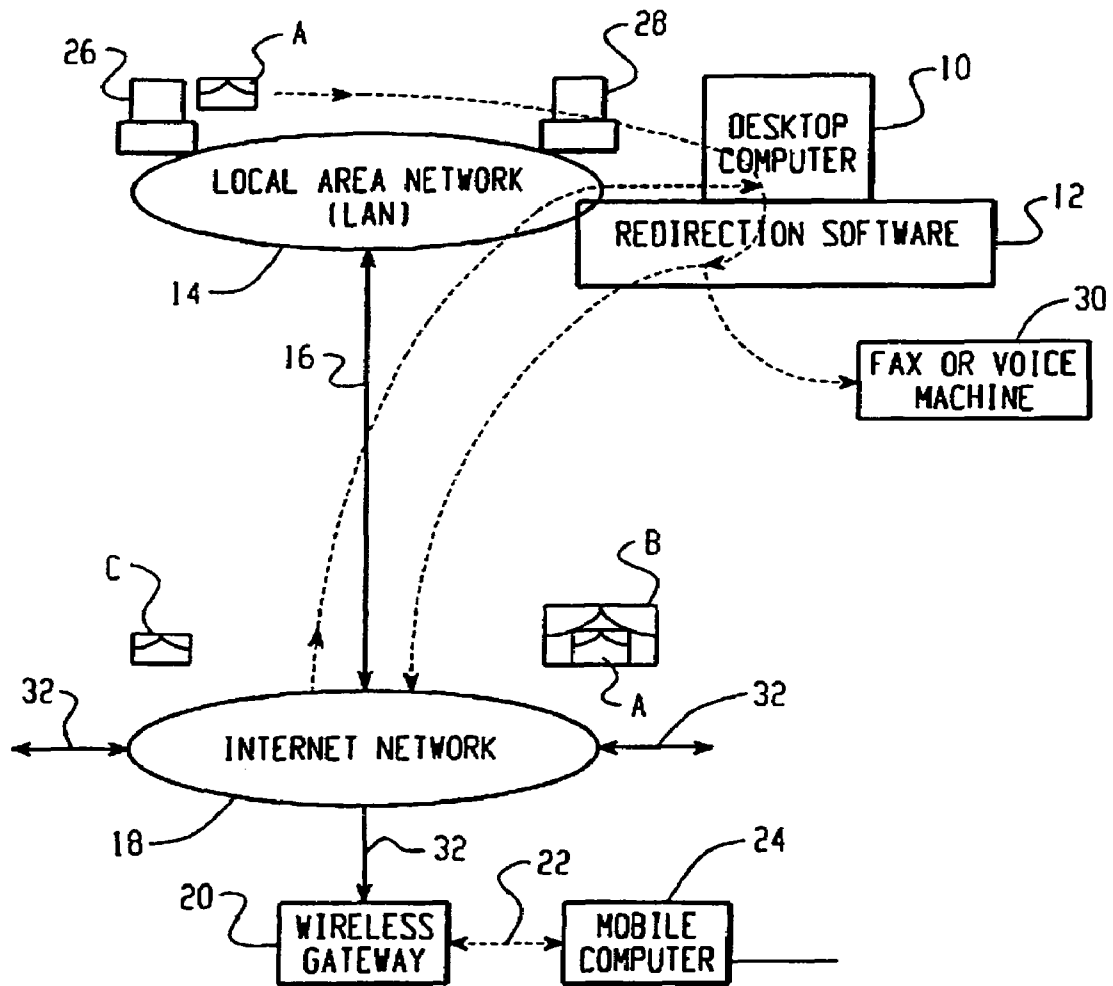 26
A
28
10
DESKTOP
COMPUTER
LOCAL AREA NETWORK
(LAN)
12
REDIRECTION SOFTWARE
14
30
16
FAX OR VOICE
MACHINE
C
B
A
32
32
INTERNET NETWORK
18
32
24
22
20
WIRELESS
GATEWAY
MOBILE
COMPUTER